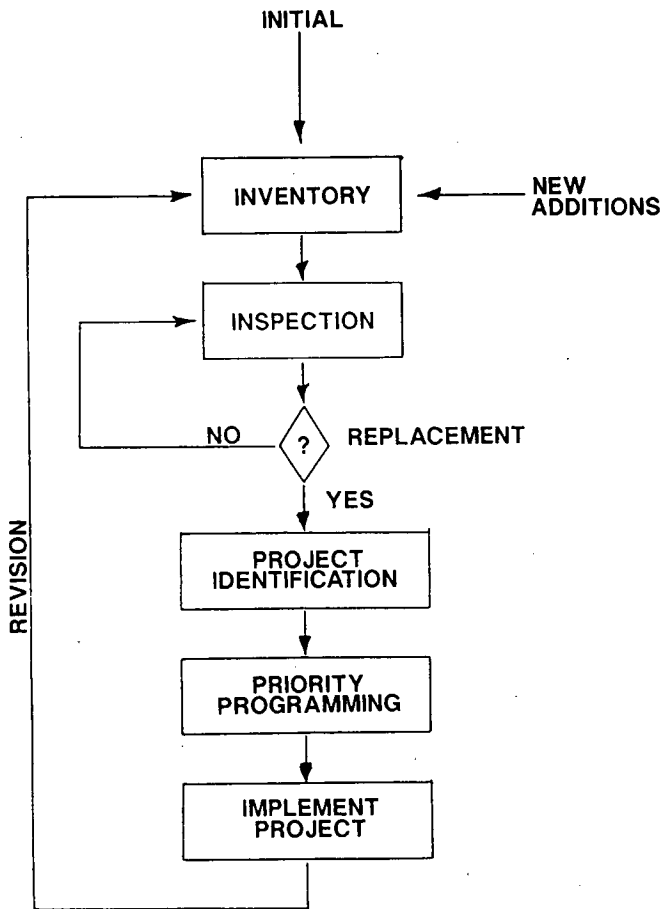 INITIAL
INVENTORY
NEW
ADDITIONS
INSPECTION
NO
?
REPLACEMENT
YES
PROJECT
IDENTIFICATION
REVISION
PRIORITY
PROGRAMMING
IMPLEMENT
PROJECT